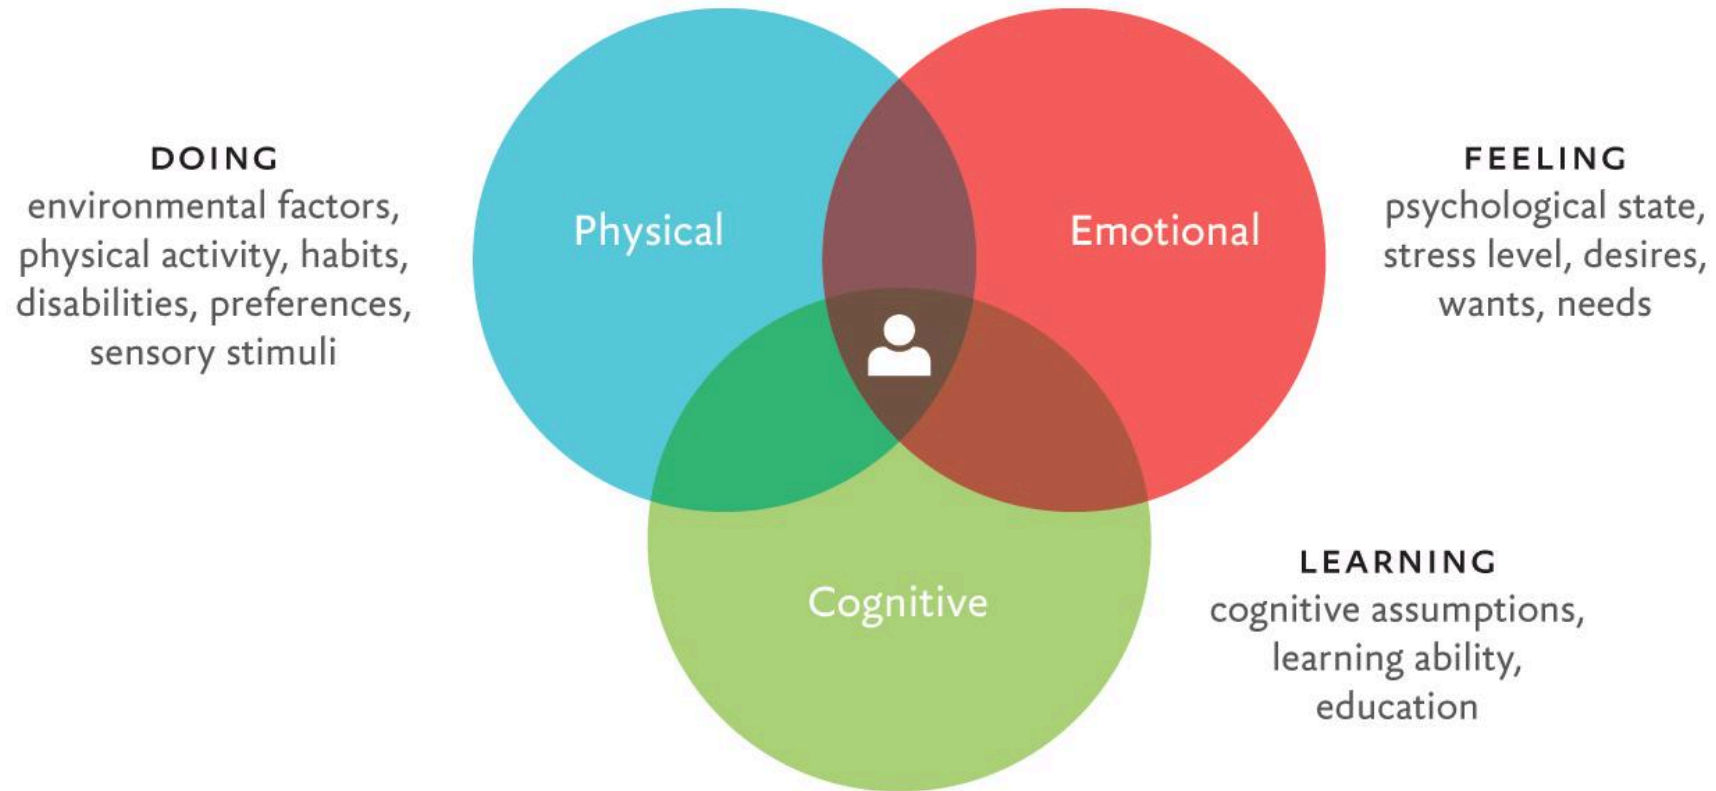 DOING
environmental factors,
physical activity, habits,
disabilities, preferences,
sensory stimuli
Physical
Emotional
FEELING
psychological state,
stress level, desires,
wants, needs
Cognitive
LEARNING
cognitive assumptions,
learning ability,
education